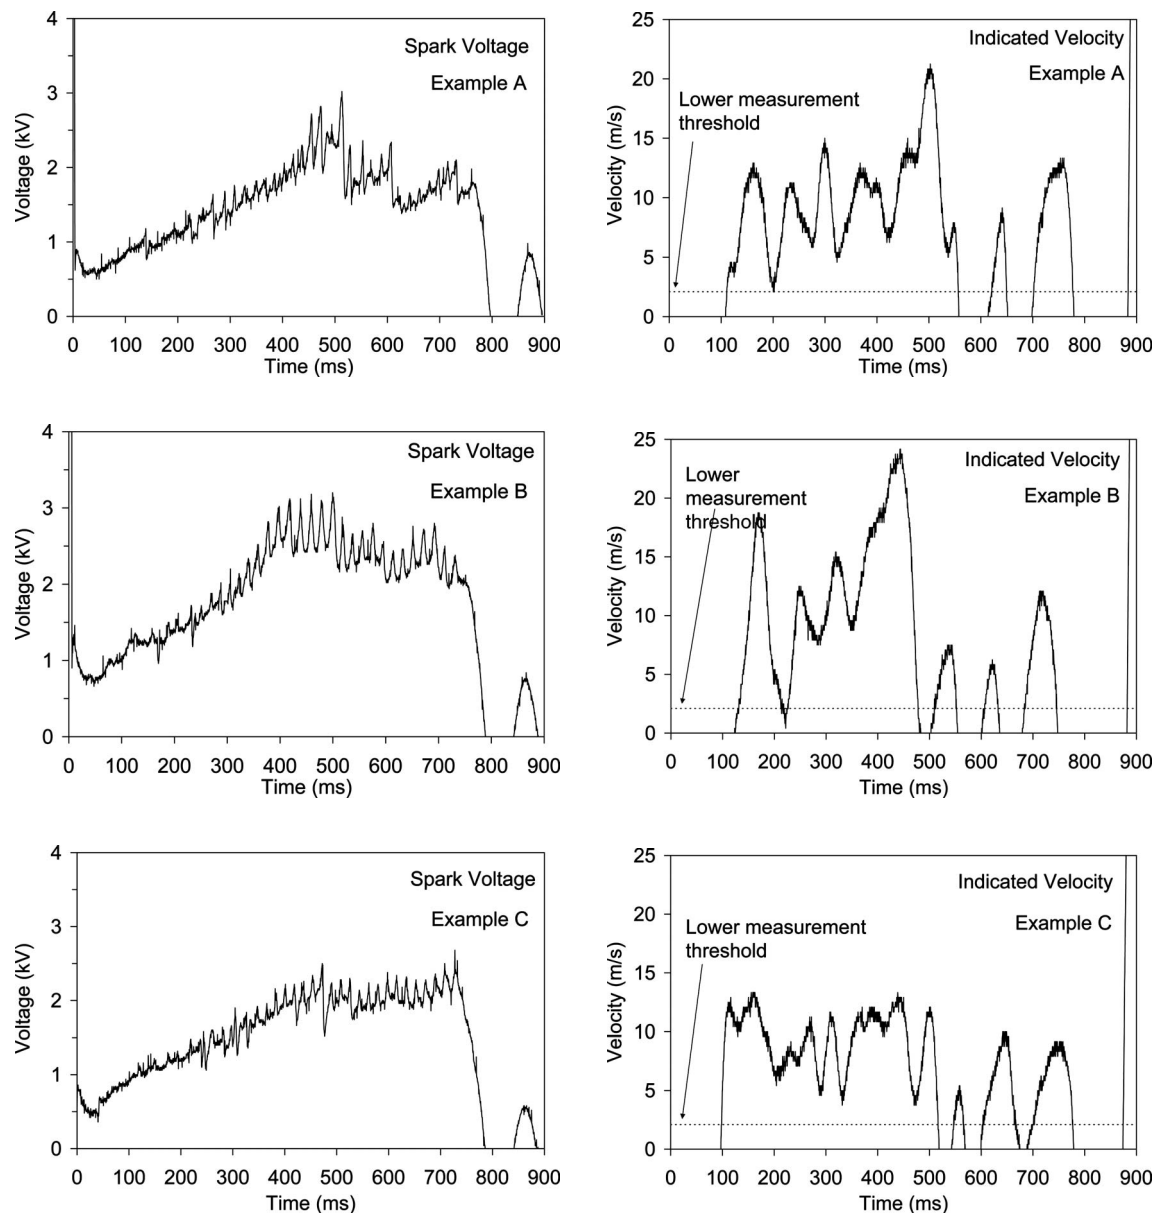 4
3
2
1
0
Voltage (kV)
Spark Voltage
Example A
0 100 200 300 400 500 600 700 800 900
Time (ms)
25
20
15
10
5
0
Velocity (m/s)
Indicated Velocity
Example A
Lower measurement
threshold
0 100 200 300 400 500 600 700 800 900
Time (ms)
4
3
2
1
0
Voltage (kV)
Spark Voltage
Example B
0 100 200 300 400 500 600 700 800 900
Time (ms)
25
20
15
10
5
0
Velocity (m/s)
Indicated Velocity
Example B
Lower
measurement
threshold
0 100 200 300 400 500 600 700 800 900
Time (ms)
4
3
2
1
0
Voltage (kV)
Spark Voltage
Example C
0 100 200 300 400 500 600 700 800 900
Time (ms)
25
20
15
10
5
0
Velocity (m/s)
Indicated Velocity
Example C
Lower measurement
threshold
0 100 200 300 400 500 600 700 800 900
Time (ms)